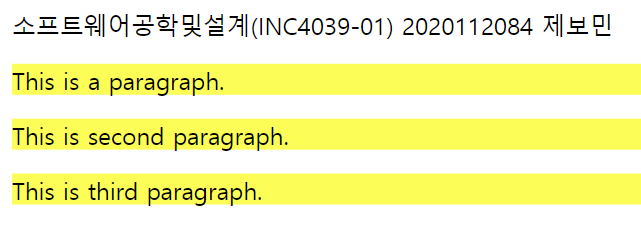 소프트웨어공학및설계(INC4039-01) 2020112084 제보민
This is a paragraph.
This is second paragraph.
This is third paragraph.